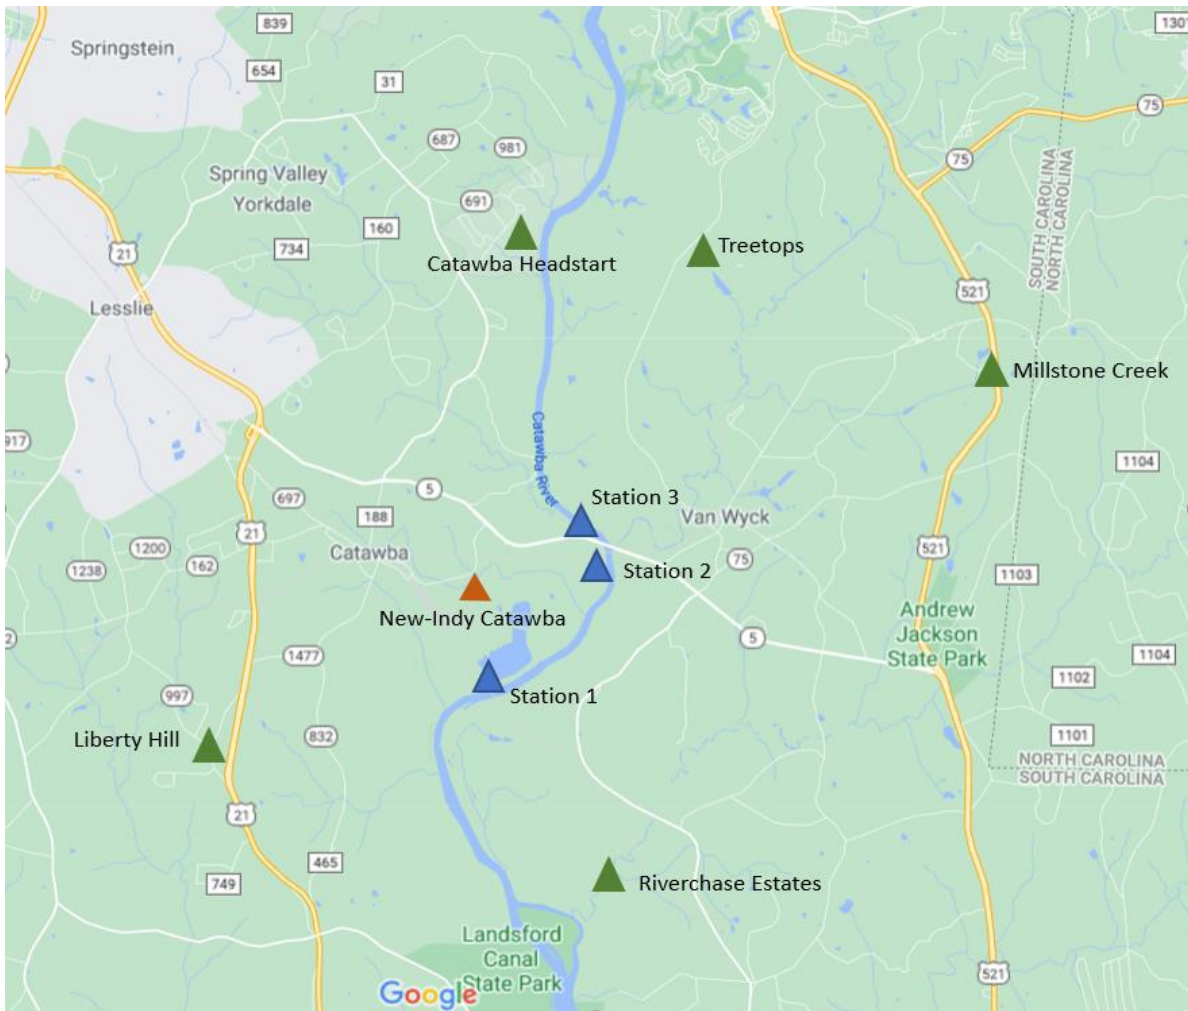 839
1301
Springstein
654
31
75
687
981
75
Spring Valley
Yorkdale
691
160
SOUTH CAROLINA
NORTH CAROLINA
21
734
Treetops
Catawba Headstart
521
Lesslie
Millstone Creek
917
Catawba River
1104
5
697
Station 3
188
Van Wyck
21
1200
Catawba
162
1238
Station 2
75
521
1103
New-Indy Catawba
Andrew
Jackson
State Park
2
5
1477
1104
1102
997
Station 1
Liberty Hill
832
1101
NORTH CAROLINA
SOUTH CAROLINA
21
465
749
Riverchase Estates
Landsford
Canal
State Park
521
Google